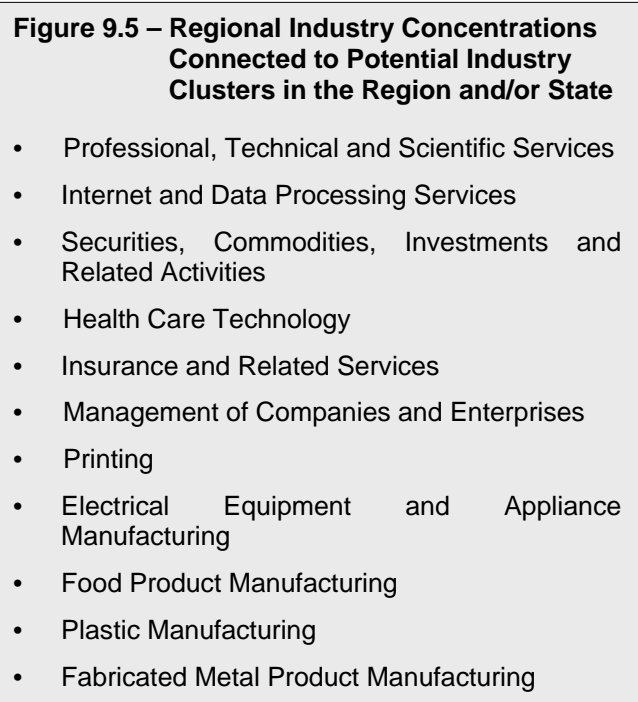 Figure 9.5 – Regional Industry Concentrations
Connected to Potential Industry
Clusters in the Region and/or State
• Professional, Technical and Scientific Services
• Internet and Data Processing Services
• Securities, Commodities, Investments and
Related Activities
• Health Care Technology
• Insurance and Related Services
• Management of Companies and Enterprises
• Printing
• Electrical Equipment and Appliance
Manufacturing
• Food Product Manufacturing
• Plastic Manufacturing
• Fabricated Metal Product Manufacturing